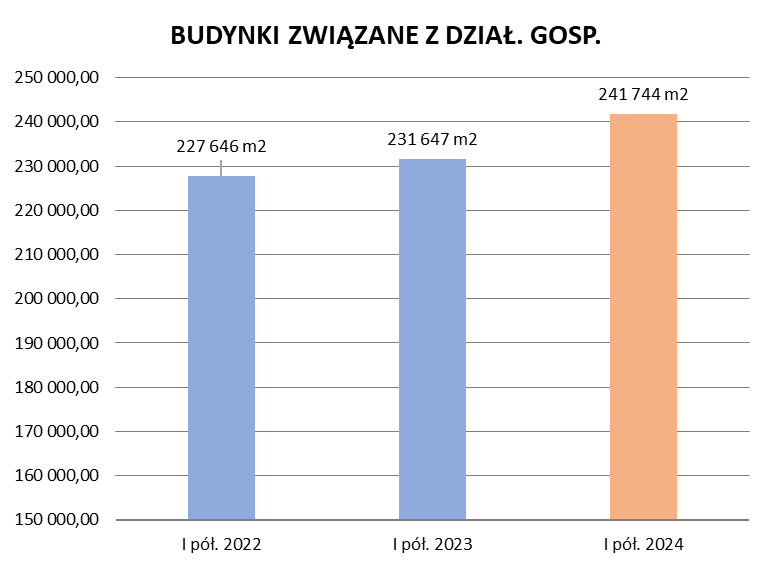 BUDYNKI ZWIĄZANE Z DZIAŁ. GOSP.
250 000,00
240 000,00
230 000,00
220 000,00
210 000,00
200 000,00
190 000,00
180 000,00
170 000,00
160 000,00
150 000,00
227 646 m2
231 647 m2
241 744 m2
I pół. 2022
I pół. 2023
I pół. 2024